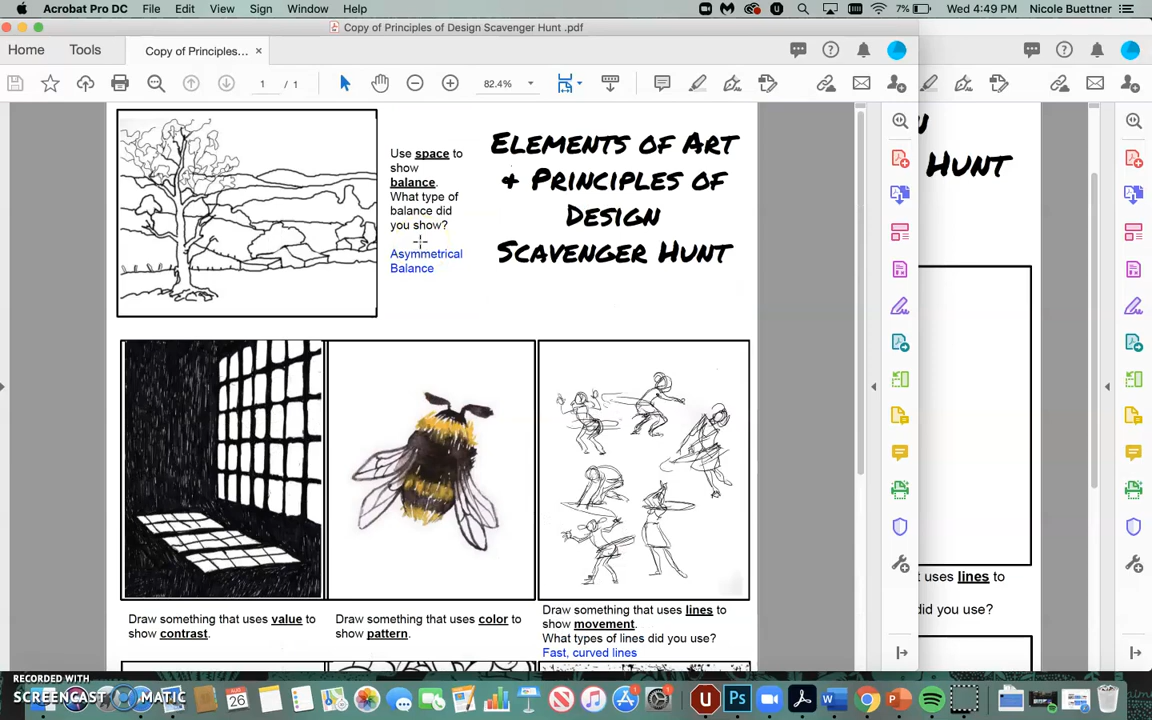 Acrobat Pro DC File Edit View Sign Window Help 7% Wed 4:49 PM Nicole Buettner
Copy of Principles of Design Scavenger Hunt .pdf
Home Tools Copy of Principles... ×
1 / 1 82.4%
Use space to
show
balance.
What type of
balance did
you show?
Asymmetrical
Balance
ELEMENTS OF ART
& PRINCIPLES OF
DESIGN
SCAVENGER HUNT
HUNT
Draw something that uses value to
show contrast.
Draw something that uses color to
show pattern.
Draw something that uses lines to
show movement.
What types of lines did you use?
Fast, curved lines
t uses lines to
did you use?
RECORDED WITH
SCREENCAST MATIC
AUG
26